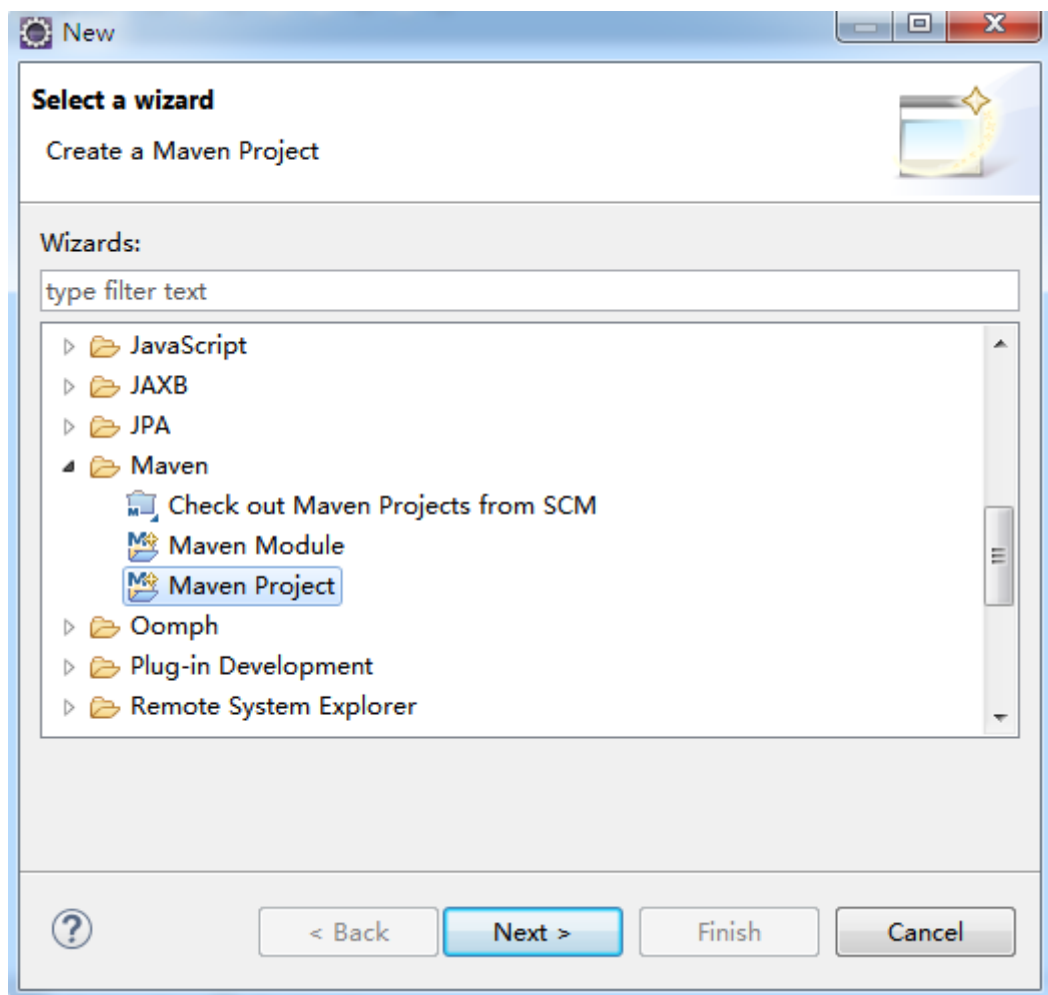 New
Select a wizard
Create a Maven Project
Wizards:
type filter text
JavaScript
JAXB
JPA
Maven
Check out Maven Projects from SCM
Maven Module
Maven Project
Oomph
Plug-in Development
Remote System Explorer
< Back Next > Finish Cancel